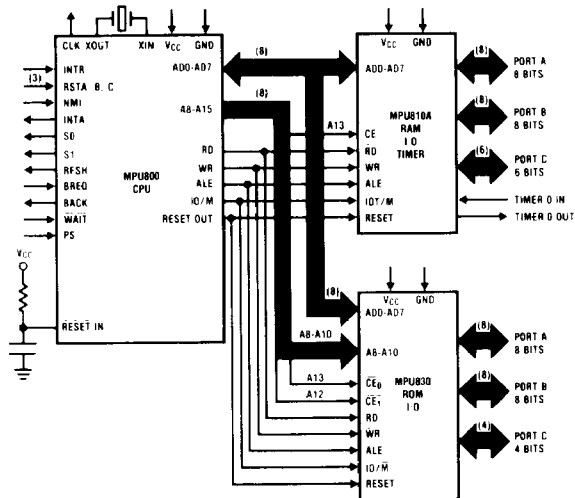 CLK XOUT XIN VCC GND
INTR
(3) RSTA B. C
NMI
INTA
S0
S1
RFSH
BREQ
BACK
WAIT
PS
VCC
RESET IN
MPU800
CPU
AD0-AD7
A8-A15
RD
WR
ALE
IO/M
RESET OUT
(8)
(8)
A13
VCC GND
AD0-AD7
MPU810A
RAM
I O
TIMER
CE
RD
WR
ALE
IOT/M
RESET
(8) PORT A
8 BITS
(8) PORT B
8 BITS
(6) PORT C
6 BITS
TIMER 0 IN
TIMER 0 OUT
(8)
A8-A10
A13
A12
VCC GND
AD0-AD7
A8-A10
MPU830
ROM
I/O
CE0
CE1
RD
WR
ALE
IO/M
RESET
(8) PORT A
8 BITS
(8) PORT B
8 BITS
(4) PORT C
4 BITS